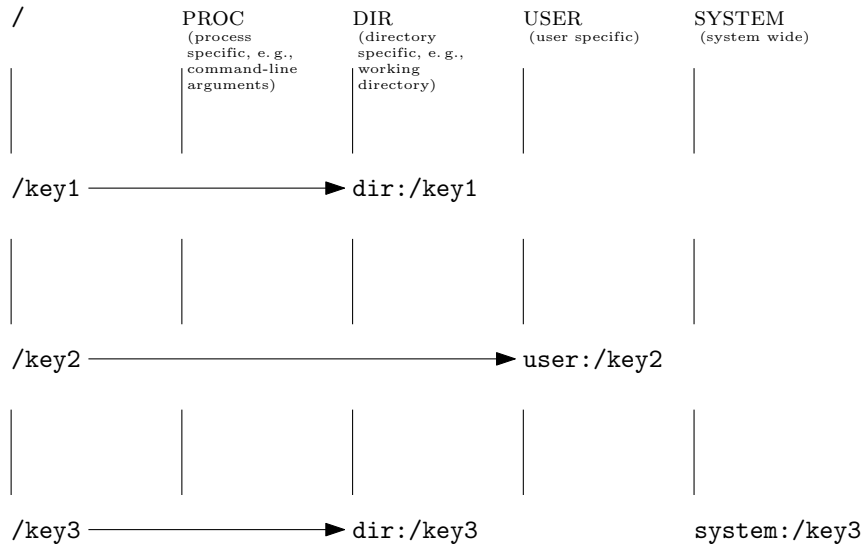 /
PROC
(process
specific, e. g.,
command-line
arguments)
DIR
(directory
specific, e. g.,
working
directory)
USER
(user specific)
SYSTEM
(system wide)
/key1 dir:/key1
/key2 user:/key2
/key3 dir:/key3 system:/key3